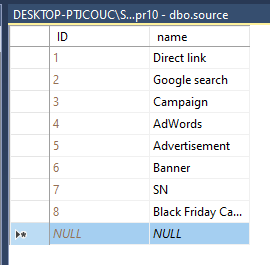 DESKTOP-PTJCOUC\S...pr10 - dbo.source
ID name
1 Direct link
2 Google search
3 Campaign
4 AdWords
5 Advertisement
6 Banner
7 SN
8 Black Friday Ca...
NULL NULL